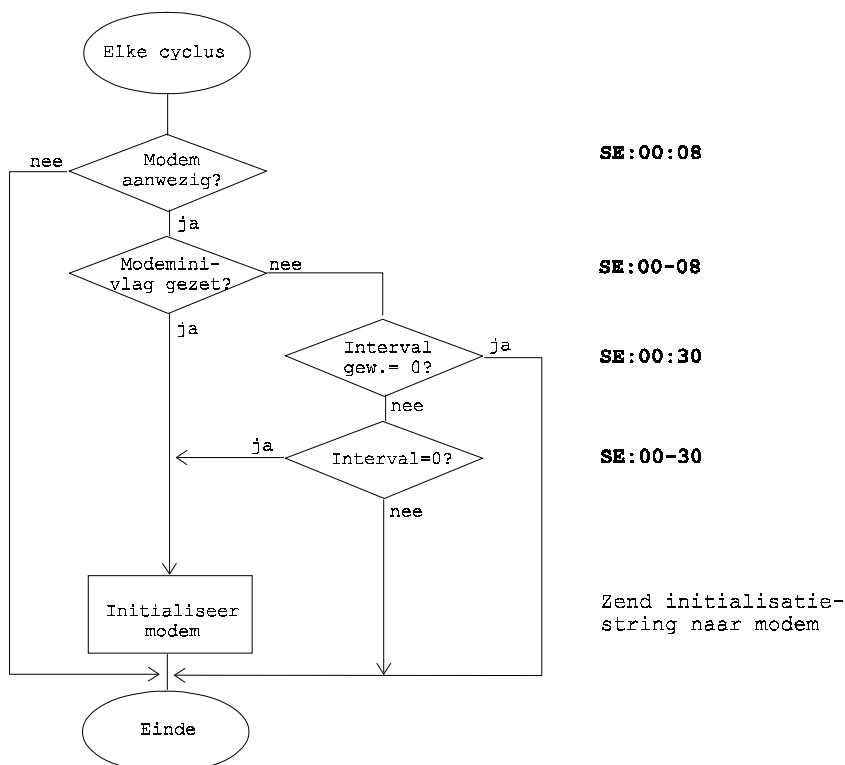 Elke cyclus
nee
Modem
aanwezig?
SE:00:08
ja
Modemini-
vlag gezet?
nee
SE:00-08
ja
Interval
gew.= 0?
ja
SE:00:30
nee
ja
Interval=0?
SE:00-30
nee
Initialiseer
modem
Zend initialisatie-
string naar modem
Einde